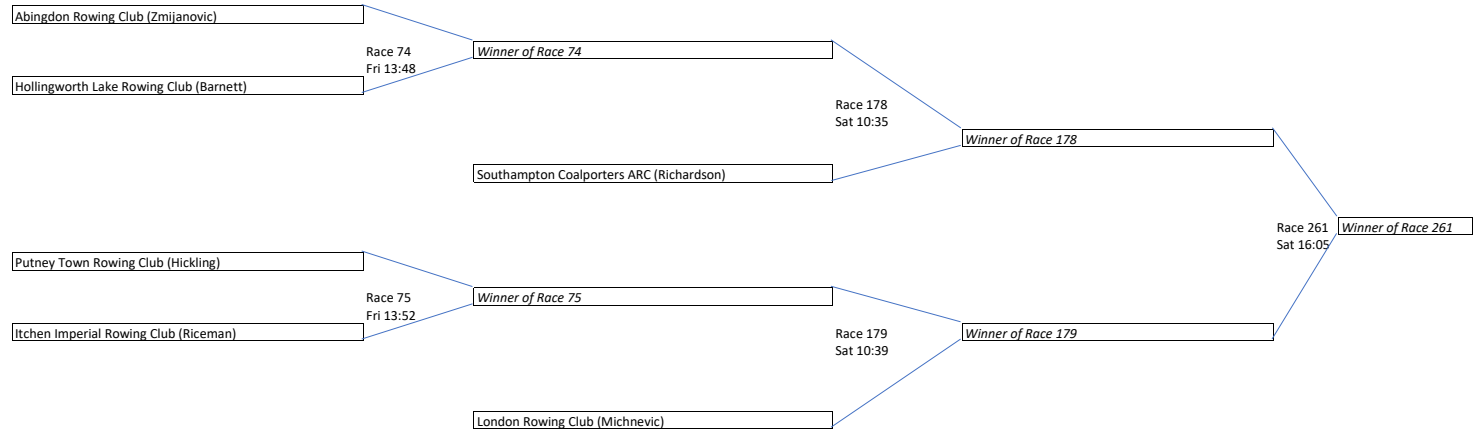 Abingdon Rowing Club (Zmijanovic)
Race 74
Fri 13:48
Winner of Race 74
Hollingworth Lake Rowing Club (Barnett)
Race 178
Sat 10:35
Winner of Race 178
Southampton Coalporters ARC (Richardson)
Race 261
Sat 16:05
Winner of Race 261
Putney Town Rowing Club (Hickling)
Race 75
Fri 13:52
Winner of Race 75
Itchen Imperial Rowing Club (Riceman)
Race 179
Sat 10:39
Winner of Race 179
London Rowing Club (Michnevic)